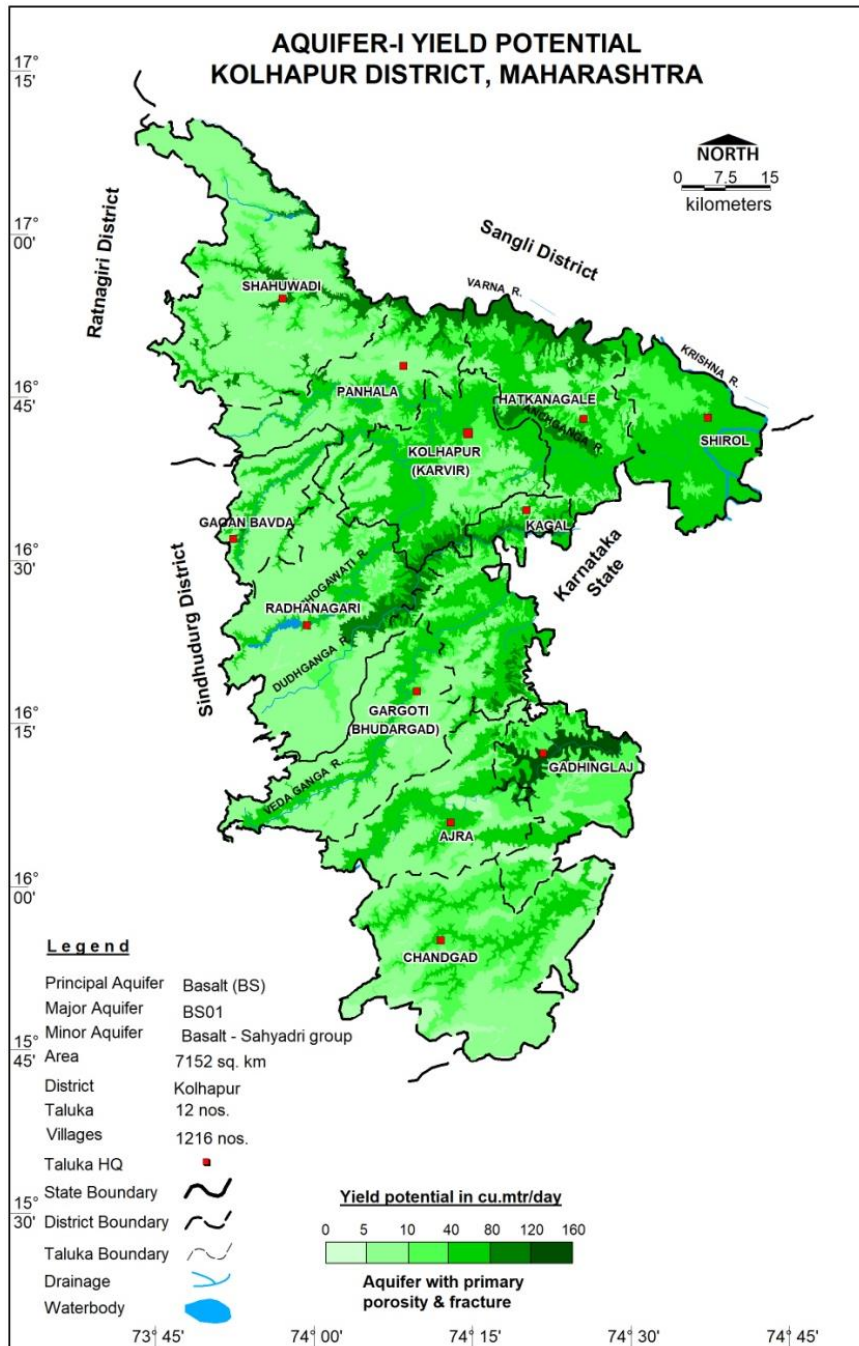 AQUIFER-I YIELD POTENTIAL
KOLHAPUR DISTRICT, MAHARASHTRA
17°
15'
NORTH
0 7.5 15
kilometers
17°
00'
Ratnagiri District
Sangli District
SHAHUWADI
VARNA R.
KRISHNA R.
16°
45'
PANHALA
HATKANAGALE
ANCHGANGA R.
SHIROL
KOLHAPUR
(KARVIR)
GAGAN BAVDA
KAGAL
16°
30'
Karnataka
State
Sindhudurg District
HOGAWATI R.
RADHANAGARI
DUDHGANGA R.
16°
15'
GARGOTI
(BHUDARGAD)
GADHINGLAJ
VEDA GANGA R.
AJRA
16°
00'
CHANDGAD
Legend
Principal Aquifer Basalt (BS)
Major Aquifer BS01
Minor Aquifer Basalt - Sahyadri group
15°
45'
Area 7152 sq. km
District Kolhapur
Taluka 12 nos.
Villages 1216 nos.
Taluka HQ
State Boundary
15°
30'
District Boundary
Taluka Boundary
Drainage
Waterbody
Yield potential in cu.mtr/day
0 5 10 40 80 120 160
Aquifer with primary
porosity & fracture
73° 45' 74° 00' 74° 15' 74° 30' 74° 45'